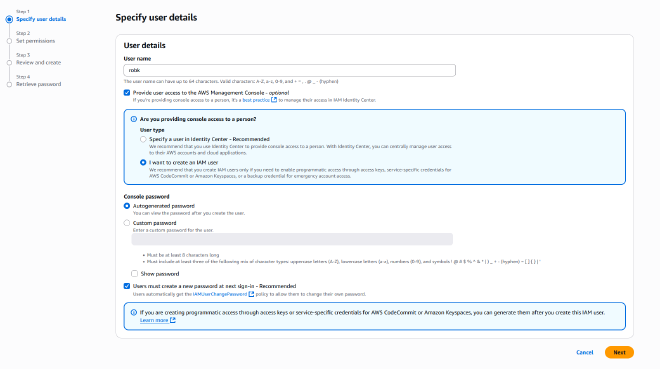 Step 1
Specify user details
Step 2
Set permissions
Step 3
Review and create
Step 4
Retrieve password
Specify user details
User details
User name
robk
The user name can have up to 64 characters. Valid characters: A-Z, a-z, 0-9, and + = , . @ _ - (hyphen)
Provide user access to the AWS Management Console - optional
If you're providing console access to a person, it's a best practice to manage their access in IAM Identity Center.
Are you providing console access to a person?
User type
Specify a user in Identity Center - Recommended
We recommend that you use Identity Center to provide console access to a person. With Identity Center, you can centrally manage user access
to their AWS accounts and cloud applications.
I want to create an IAM user
We recommend that you create IAM users only if you need to enable programmatic access through access keys, service-specific credentials for
AWS CodeCommit or Amazon Keyspaces, or a backup credential for emergency account access.
Console password
Autogenerated password
You can view the password after you create the user.
Custom password
Enter a custom password for the user.
• Must be at least 8 characters long
• Must include at least three of the following mix of character types: uppercase letters (A-Z), lowercase letters (a-z), numbers (0-9), and symbols ! @ # $ % ^ & * ( ) _ + - (hyphen) = [ ] { } | '
Show password
Users must create a new password at next sign-in - Recommended
Users automatically get the IAMUserChangePassword policy to allow them to change their own password.
If you are creating programmatic access through access keys or service-specific credentials for AWS CodeCommit or Amazon Keyspaces, you can generate them after you create this IAM user.
Learn more
Cancel
Next